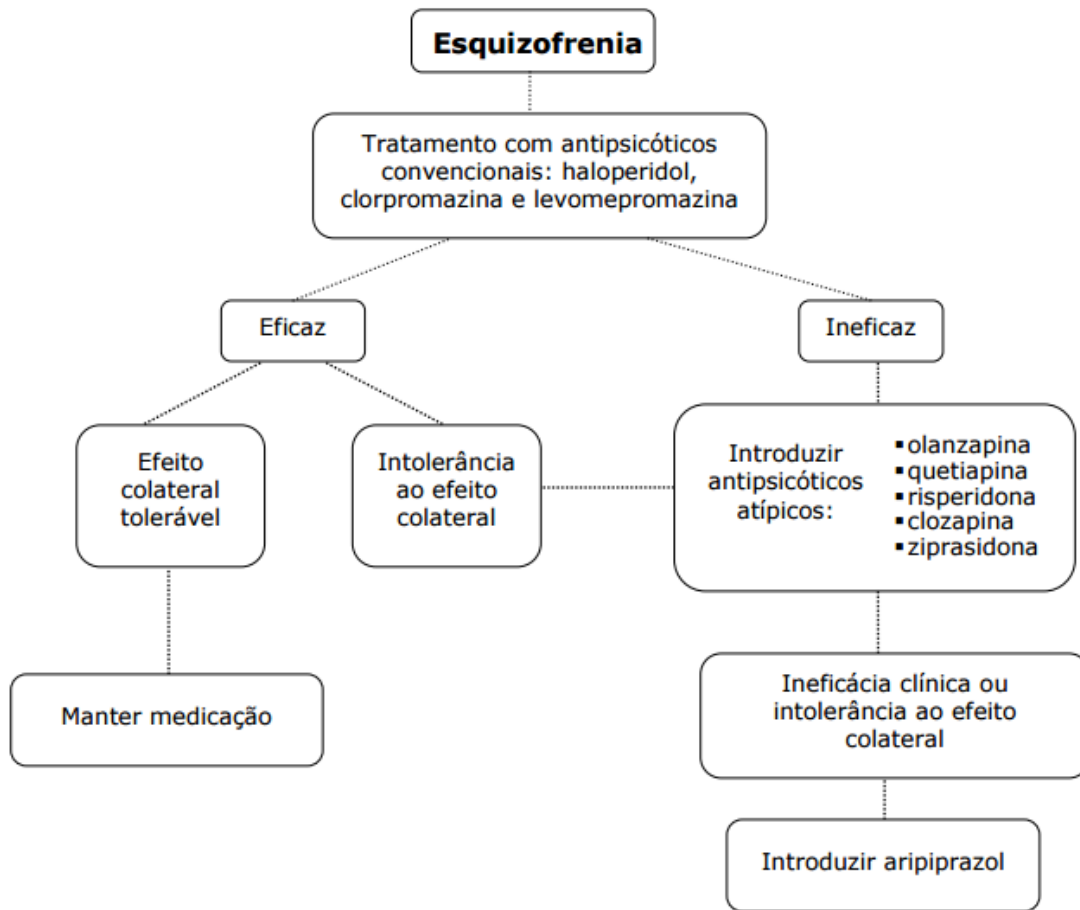 Esquizofrenia
Tratamento com antipsicóticos
convencionais: haloperidol,
clorpromazina e levomepromazina
Eficaz
Ineficaz
Efeito
colateral
tolerável
Intolerância
ao efeito
colateral
Introduzir
antipsicóticos
atípicos:
▪olanzapina
▪quetiapina
▪risperidona
▪clozapina
▪ziprasidona
Manter medicação
Ineficácia clínica ou
intolerância ao efeito
colateral
Introduzir aripiprazol